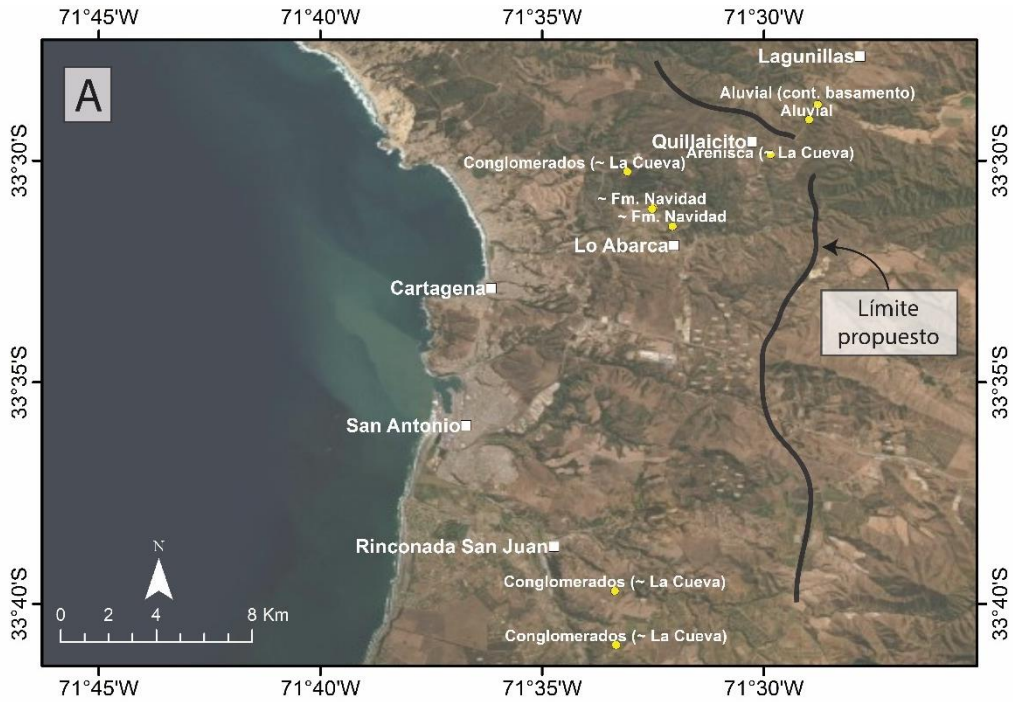 71°45'W 71°40'W 71°35'W 71°30'W
A
Lagunillas
Aluvial (cont. basamento)
Aluvial
Quillaicito
33°30'S
33°30'S
Arenisca (~ La Cueva)
Conglomerados (~ La Cueva)
~ Fm. Navidad
~ Fm. Navidad
Lo Abarca
Cartagena
Límite
propuesto
33°35'S
33°35'S
San Antonio
Rinconada San Juan
N
Conglomerados (~ La Cueva)
33°40'S
33°40'S
0 2 4 8 Km
Conglomerados (~ La Cueva)
71°45'W 71°40'W 71°35'W 71°30'W